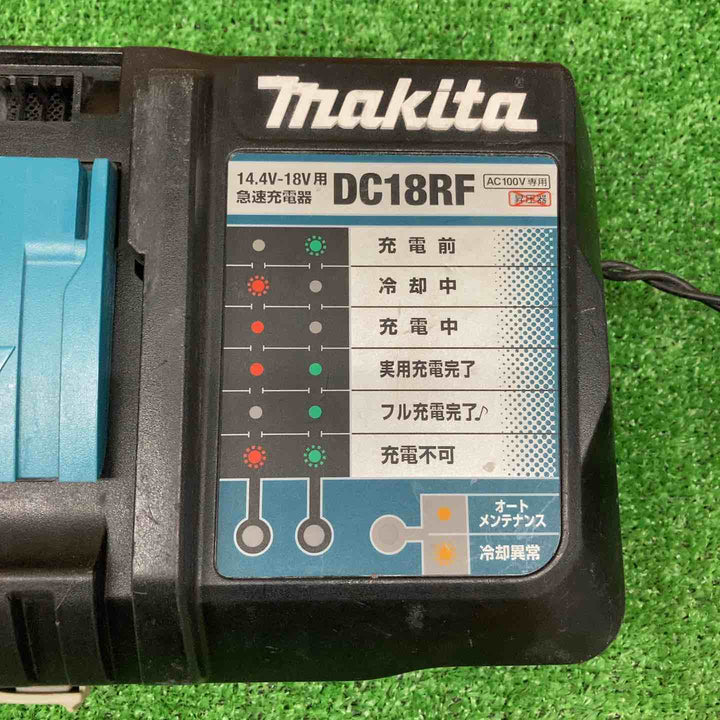 makita
14.4V-18V用
急速充電器
DC18RF
AC100V専用
昇圧器
充電前
冷却中
充電中
実用充電完了
フル充電完了♪
充電不可
オート
メンテナンス
冷却異常